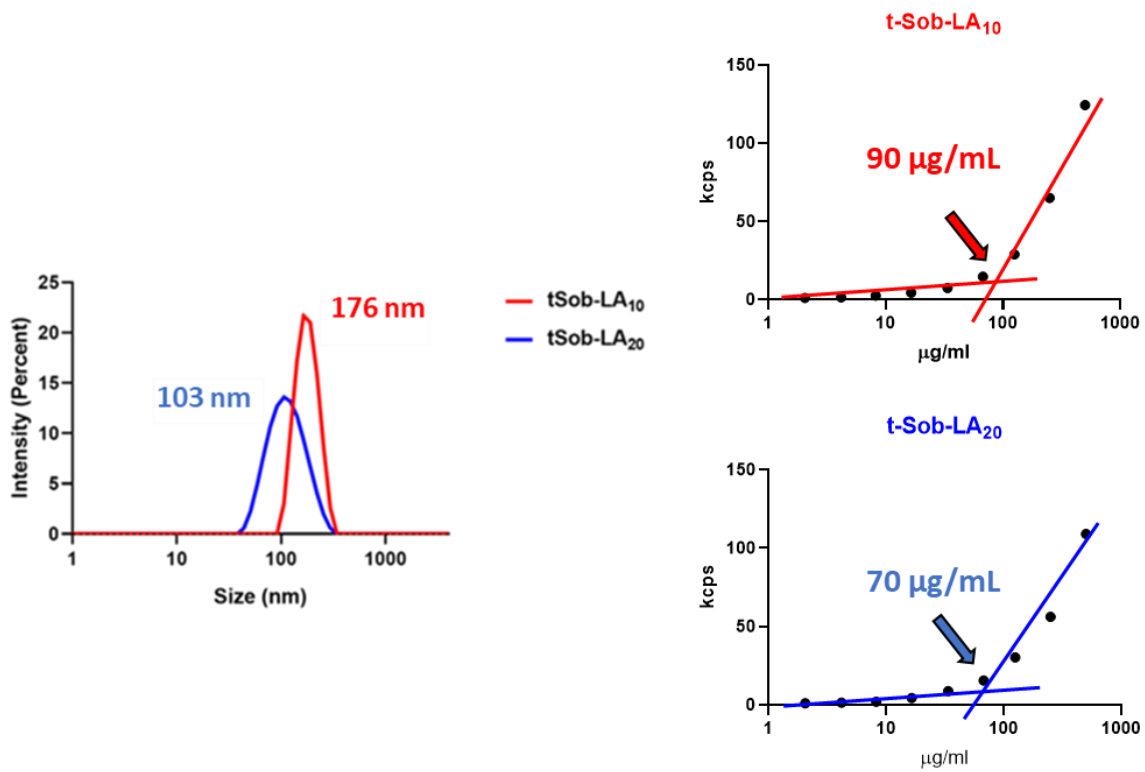 25
20
15
10
5
0
Intensity (Percent)
1
10
100
1000
Size (nm)
176 nm
103 nm
tSob-LA₁₀
tSob-LA₂₀
t-Sob-LA₁₀
150
100
50
0
kcps
90 µg/mL
1
10
100
1000
µg/ml
t-Sob-LA₂₀
150
100
50
0
kcps
70 µg/mL
1
10
100
1000
µg/ml